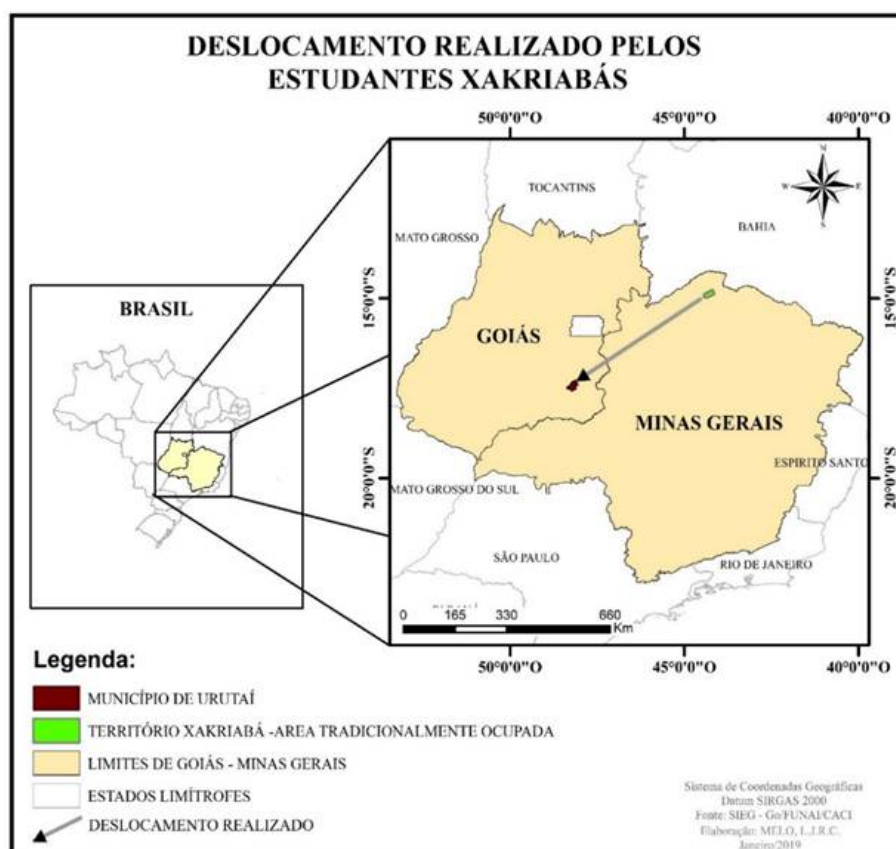 DESLOCAMENTO REALIZADO PELOS
ESTUDANTES XAKRIABÁS
50°0'0"O
45°0'0"O
40°0'0"O
TOCANTINS
MATO GROSSO
BAHIA
N
W
E
S
15°0'0"S
15°0'0"S
BRASIL
GOIÁS
MINAS GERAIS
ESPIRITO SANTO
20°0'0"S
20°0'0"S
MATO GROSSO DO SUL
SÃO PAULO
RIO DE JANEIRO
0 165 330 660
Km
50°0'0"O
45°0'0"O
40°0'0"O
Legenda:
MUNICÍPIO DE URUTAÍ
TERRITÓRIO XAKRIABÁ -AREA TRADICIONALMENTE OCUPADA
LIMITES DE GOIÁS - MINAS GERAIS
ESTADOS LIMÍTROFES
DESLOCAMENTO REALIZADO
Sistema de Coordenadas Geográficas
Datum SIRGAS 2000
Fonte: SIEG - Go/FUNAI/CACI
Elaboração: MELO, L.J.R.C.
Janeiro/2019